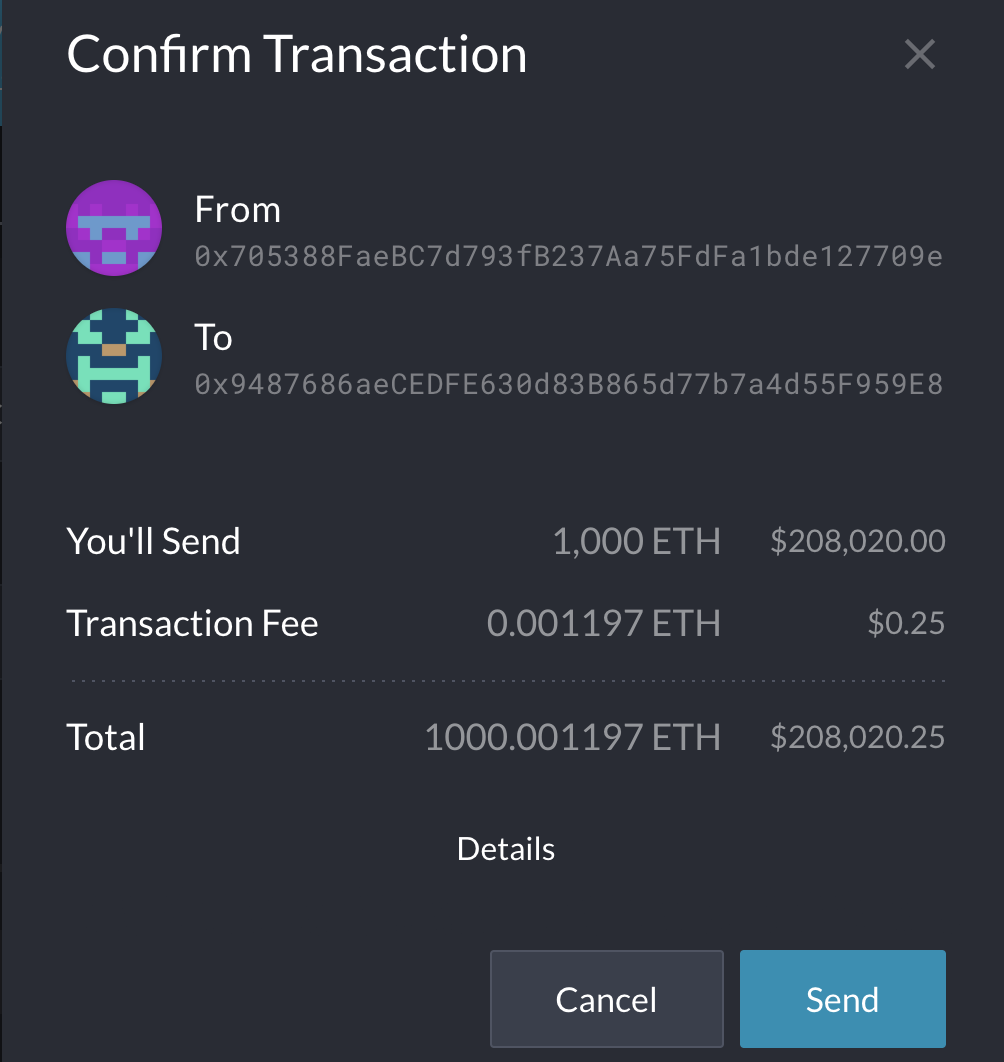 Confirm Transaction
From
0x705388FaeBC7d793fB237Aa75FdFa1bde127709e
To
0x9487686aeCEDFE630d83B865d77b7a4d55F959E8
You'll Send 1,000 ETH $208,020.00
Transaction Fee 0.001197 ETH $0.25
Total 1000.001197 ETH $208,020.25
Details
Cancel Send